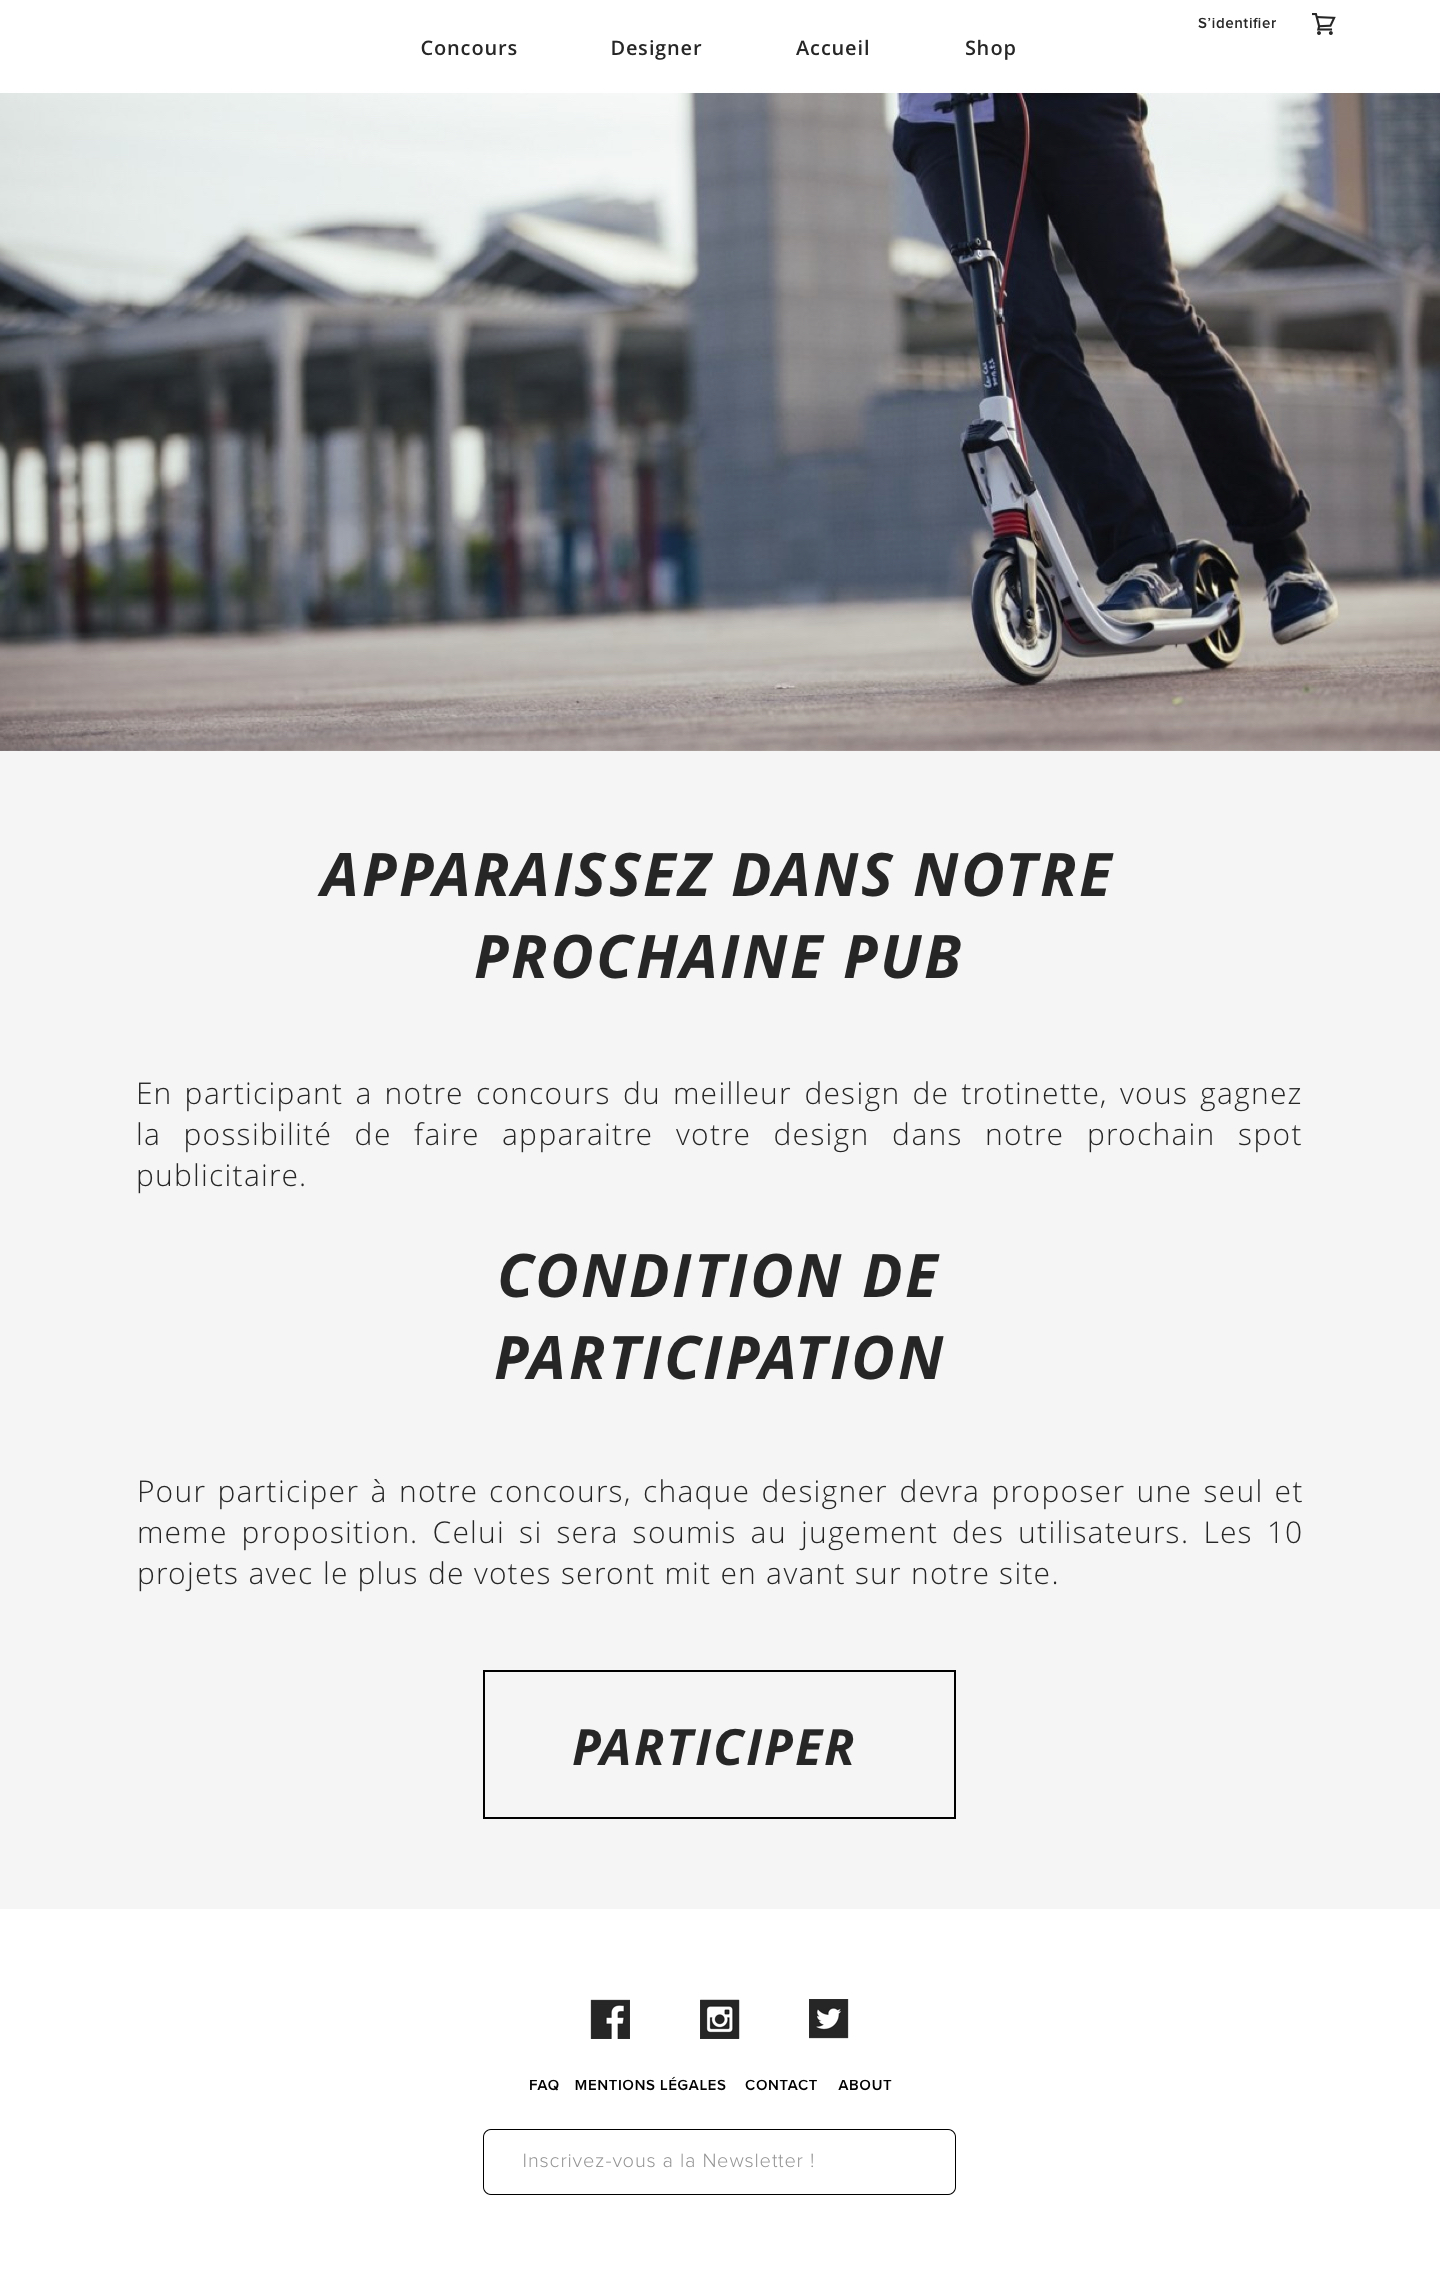 S'identifier
Concours Designer Accueil Shop
APPARAISSEZ DANS NOTRE
PROCHAINE PUB
En participant a notre concours du meilleur design de trotinette, vous gagnez
la possibilité de faire apparaitre votre design dans notre prochain spot
publicitaire.
CONDITION DE
PARTICIPATION
Pour participer à notre concours, chaque designer devra proposer une seul et
meme proposition. Celui si sera soumis au jugement des utilisateurs. Les 10
projets avec le plus de votes seront mit en avant sur notre site.
PARTICIPER
FAQ MENTIONS LÉGALES CONTACT ABOUT
Inscrivez-vous a la Newsletter !